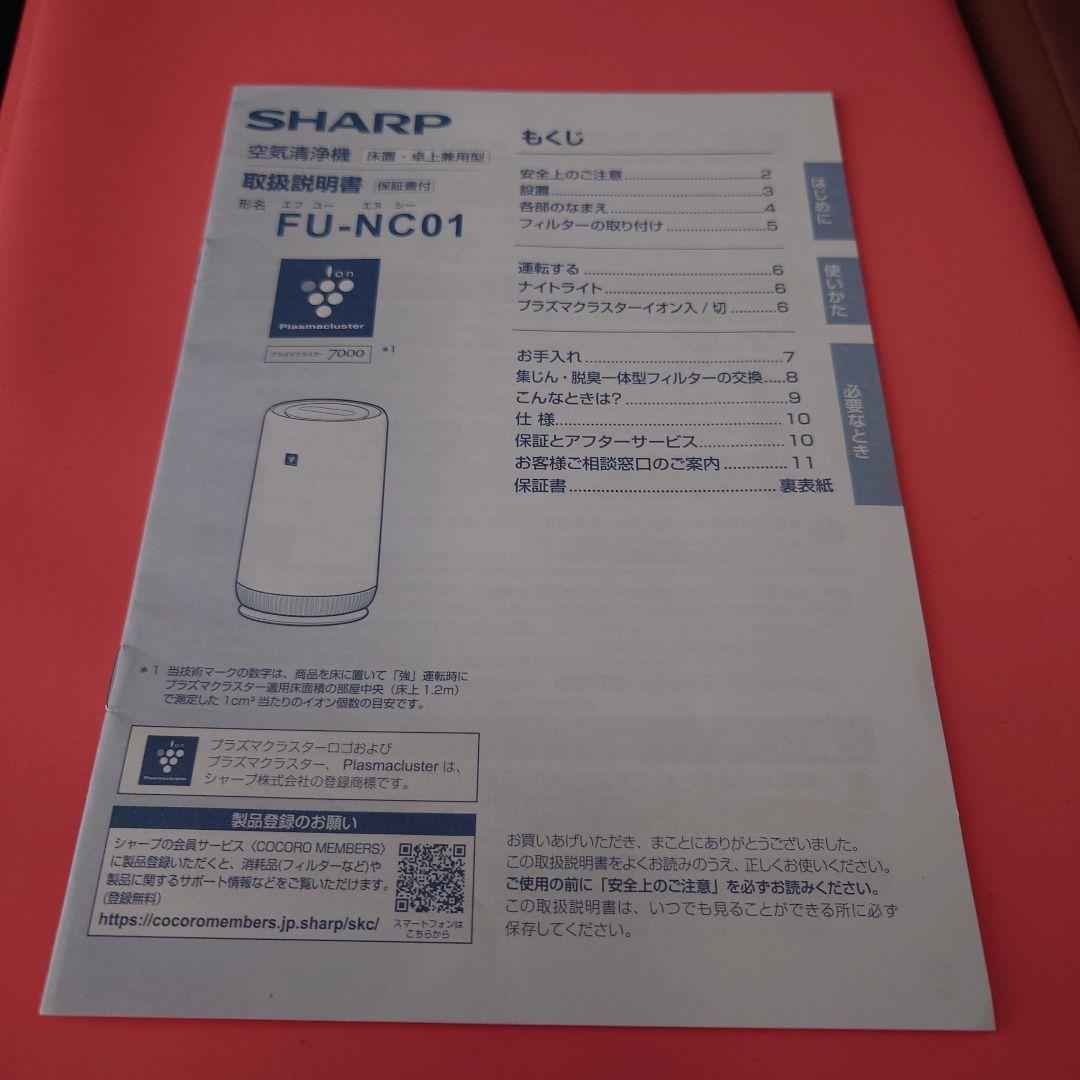 SHARP
空気清浄機 床置・卓上兼用型
取扱説明書 保証書付
形名 エフ ユー エヌ シー
FU-NC01
Ion
Plasmacluster
プラズマクラスター 7000 *1
*1 当技術マークの数字は、商品を床に置いて「強」運転時に
プラズマクラスター適用床面積の部屋中央（床上 1.2m）
で測定した 1cm³ 当たりのイオン個数の目安です。
Ion
Plasmacluster
プラズマクラスターロゴおよび
プラズマクラスター、Plasmacluster は、
シャープ株式会社の登録商標です。
製品登録のお願い
シャープの会員サービス〈COCORO MEMBERS〉
に製品登録いただくと、消耗品(フィルターなど)や
製品に関するサポート情報などをご覧いただけます。
(登録無料)
https://cocoromembers.jp.sharp/skc/
スマートフォンは
こちらから
もくじ
安全上のご注意 2
設置 3
各部のなまえ 4
フィルターの取り付け 5
運転する 6
ナイトライト 6
プラズマクラスターイオン入 / 切 6
お手入れ 7
集じん・脱臭一体型フィルターの交換 8
こんなときは? 9
仕 様 10
保証とアフターサービス 10
お客様ご相談窓口のご案内 11
保証書 裏表紙
はじめに
使いかた
必要なとき
お買いあげいただき、まことにありがとうございました。
この取扱説明書をよくお読みのうえ、正しくお使いください。
ご使用の前に「安全上のご注意」を必ずお読みください。
この取扱説明書は、いつでも見ることができる所に必ず
保存してください。